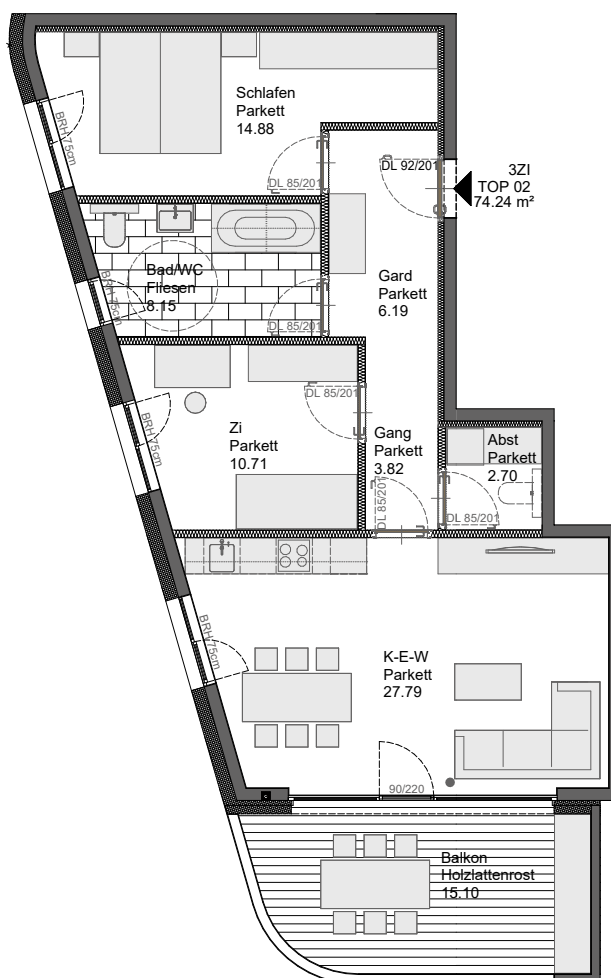 Schlafen
Parkett
14.88
BRH 75cm
DL 85/201
DL 92/201
3ZI
TOP 02
74.24 m²
Bad/WC
Fliesen
8.15
BRH 75cm
DL 85/201
Gard
Parkett
6.19
DL 85/201
Zi
Parkett
10.71
BRH 75cm
Gang
Parkett
3.82
DL 85/201
Abst
Parkett
2.70
DL 85/201
BRH 75cm
K-E-W
Parkett
27.79
90/220
Balkon
Holzlattenrost
15.10